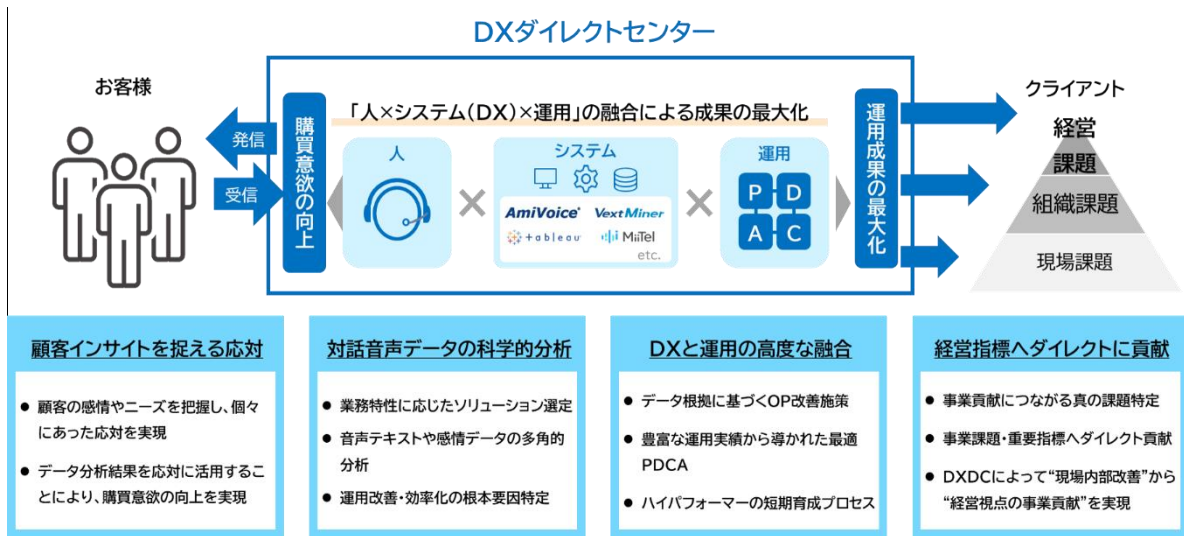 DXダイレクトセンター
お客様
発信
受信
購買意欲の向上
「人×システム(DX)×運用」の融合による成果の最大化
人
×
システム
AmiVoice®
VextMiner
+ableau
MiiTel
etc.
×
運用
P D
A C
運用成果の最大化
クライアント
経営
課題
組織課題
現場課題
顧客インサイトを捉える応対
● 顧客の感情やニーズを把握し、個々
にあった応対を実現
● データ分析結果を応対に活用するこ
とにより、購買意欲の向上を実現
対話音声データの科学的分析
● 業務特性に応じたソリューション選定
● 音声テキストや感情データの多角的
分析
● 運用改善・効率化の根本要因特定
DXと運用の高度な融合
● データ根拠に基づくOP改善施策
● 豊富な運用実績から導かれた最適
PDCA
● ハイパフォーマーの短期育成プロセス
経営指標へダイレクトに貢献
● 事業貢献につながる真の課題特定
● 事業課題・重要指標へダイレクト貢献
● DXDCによって“現場内部改善”から
“経営視点の事業貢献”を実現